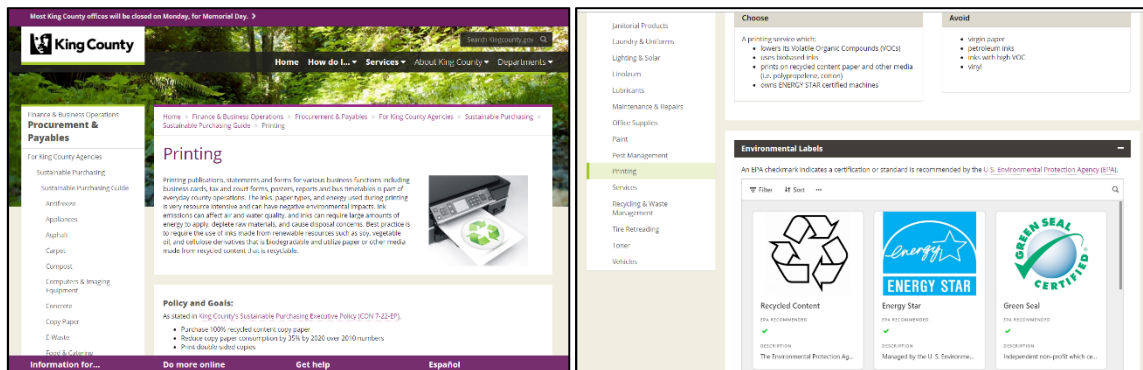 Most King County offices will be closed on Monday, for Memorial Day. >
King County
Search Kingcounty.gov
Home How do I... Services About King County Departments
Finance & Business Operations
Procurement &
Payables
For King County Agencies
Sustainable Purchasing
Sustainable Purchasing Guide
Antifreeze
Appliances
Asphalt
Carpet
Compost
Computers & Imaging
Equipment
Concrete
Copy Paper
E-Waste
Food & Catering
Home > Finance & Business Operations > Procurement & Payables > For King County Agencies > Sustainable Purchasing >
Sustainable Purchasing Guide > Printing
Printing
Printing publications, statements and forms for various business functions including
business cards, tax and court forms, posters, reports and bus timetables is part of
everyday county operations. The inks, paper types, and energy used during printing
is very resource intensive and can have negative environmental impacts. Ink
emissions can affect air and water quality, and inks can require large amounts of
energy to apply, deplete raw materials, and cause disposal concerns. Best practice is
to require the use of inks made from renewable resources such as soy, vegetable
oil, and cellulose derivatives that is biodegradable and utilize paper or other media
made from recycled content that is recyclable.
Policy and Goals:
As stated in King County's Sustainable Purchasing Executive Policy (CON 7-22-EP).
• Purchase 100% recycled content copy paper
• Reduce copy paper consumption by 35% by 2020 over 2010 numbers
• Print double sided copies
Information for... Do more online Get help Español
Janitorial Products
Laundry & Uniforms
Lighting & Solar
Linoleum
Lubricants
Maintenance & Repairs
Office Supplies
Paint
Pest Management
Printing
Services
Recycling & Waste
Management
Tire Retreading
Toner
Vehicles
Choose
A printing service which:
• lowers its Volatile Organic Compounds (VOCs)
• uses biobased inks
• prints on recycled content paper and other media
(i.e. polypropelene, cotton)
• owns ENERGY STAR certified machines
Avoid
• virgin paper
• petroleum inks
• inks with high VOC
• vinyl
Environmental Labels
An EPA checkmark indicates a certification or standard is recommended by the U.S. Environmental Protection Agency (EPA).
Filter Sort ...
Recycled Content
EPA RECOMMENDED
DESCRIPTION
The Environmental Protection Ag...
energy
ENERGY STAR
Energy Star
EPA RECOMMENDED
DESCRIPTION
Managed by the U. S. Environme...
GREEN SEAL
CERTIFIED
Green Seal
EPA RECOMMENDED
DESCRIPTION
Independent non-profit which ce...